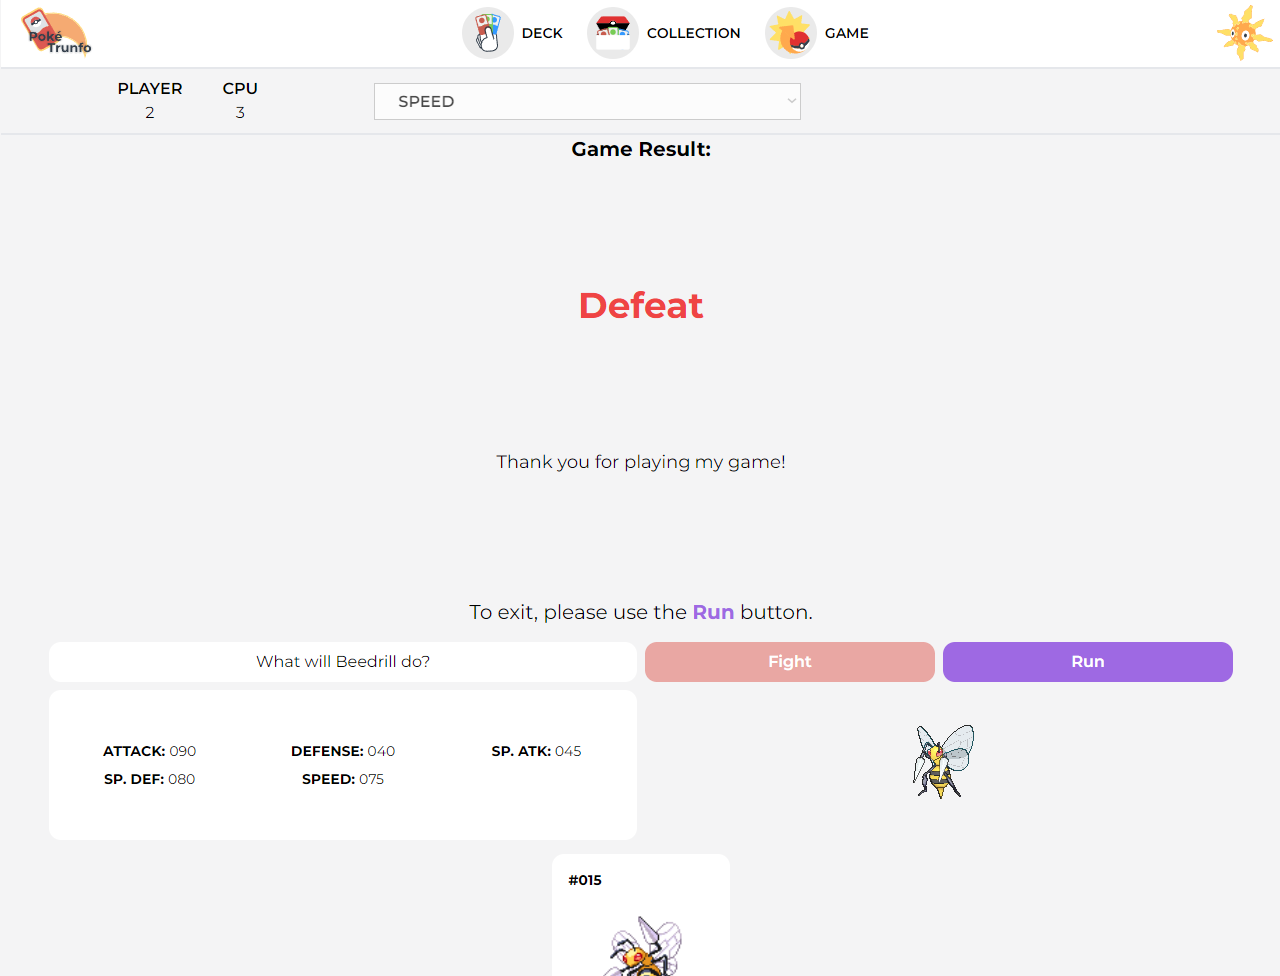 Poké
Trunfo
DECK
COLLECTION
GAME
PLAYER
2
CPU
3
SPEED
Game Result:
Defeat
Thank you for playing my game!
To exit, please use the Run button.
What will Beedrill do?
Fight
Run
ATTACK: 090
DEFENSE: 040
SP. ATK: 045
SP. DEF: 080
SPEED: 075
#015